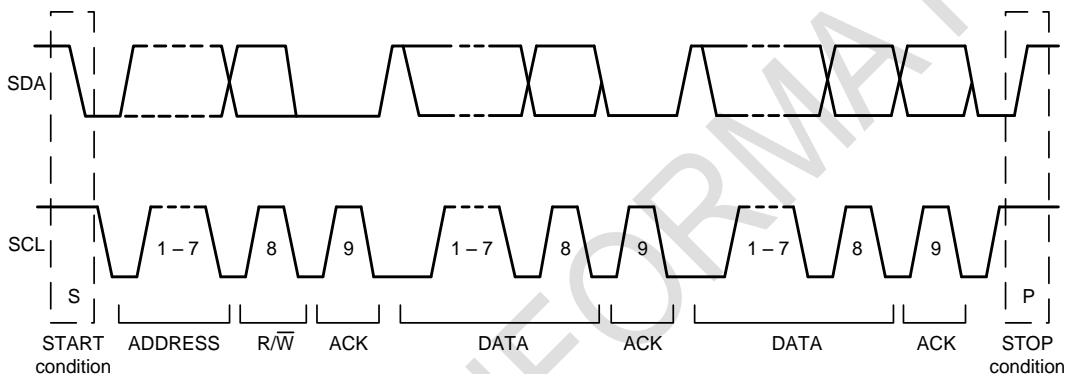 SDA
SCL
1 – 7 8 9 1 – 7 8 9 1 – 7 8 9
S P
START condition ADDRESS R/W̅ ACK DATA ACK DATA ACK STOP condition